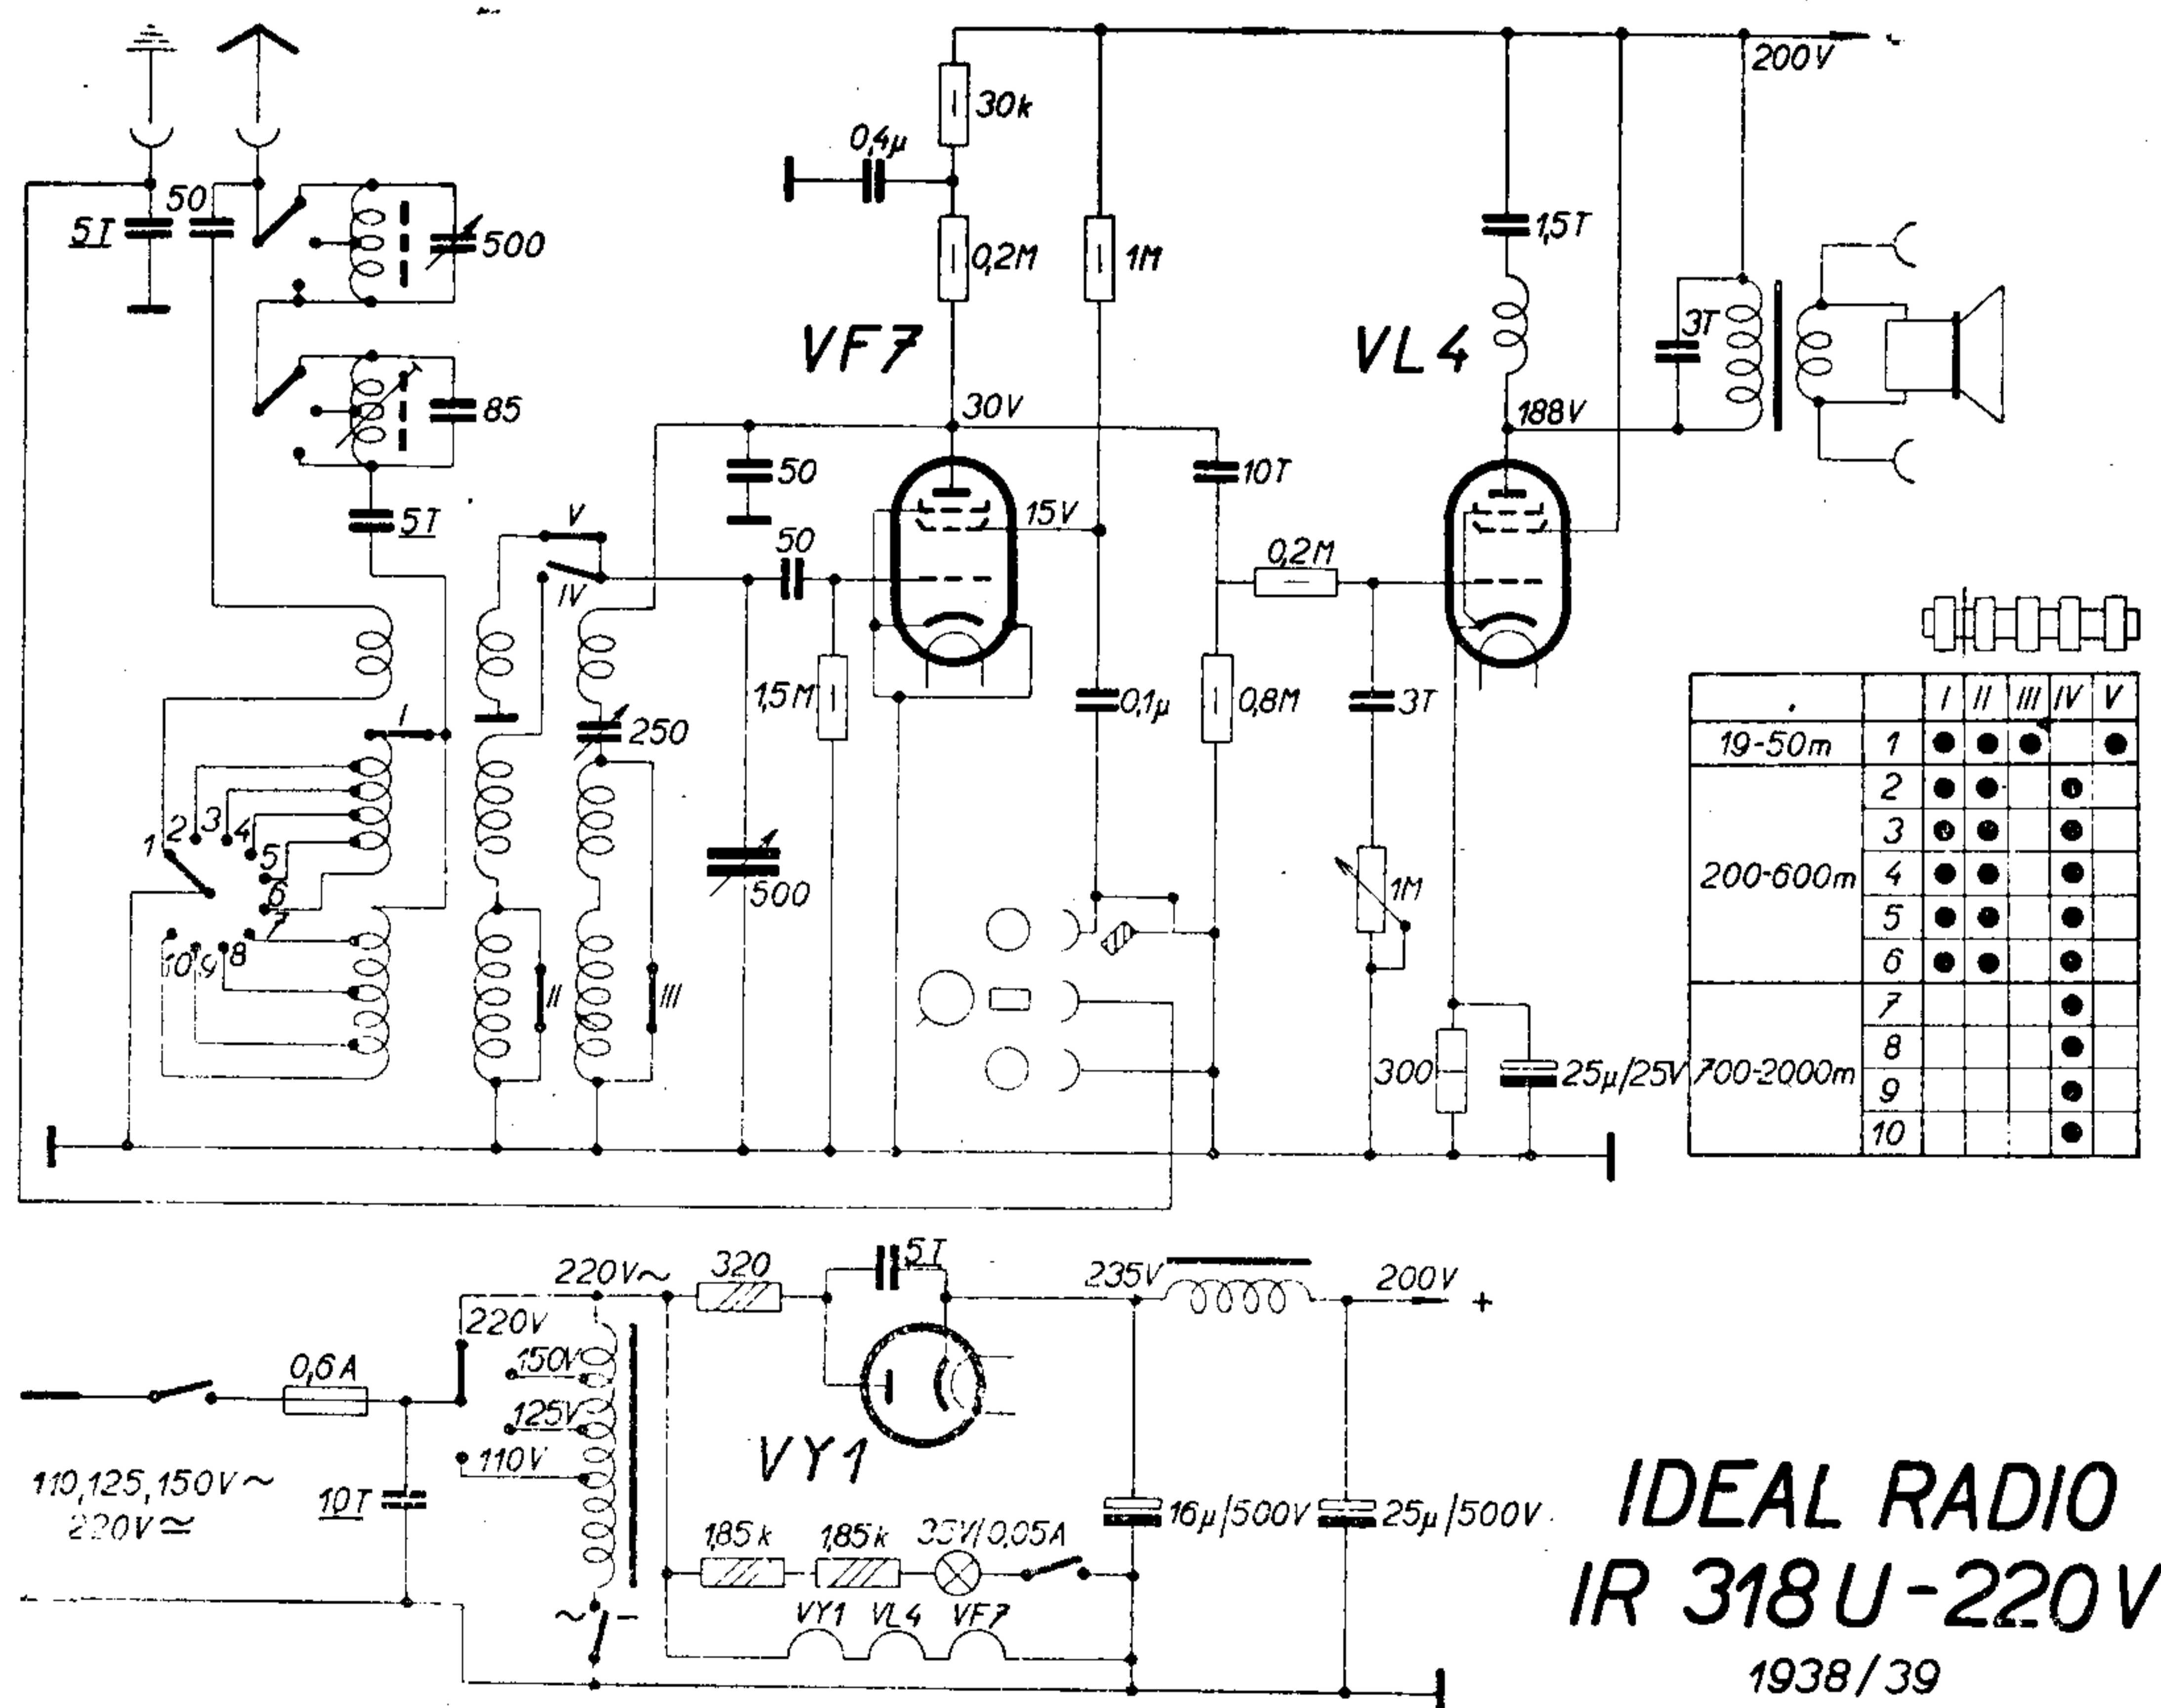 200V
30k
0,4µ
5T
50
500
0,2M
1M
1,5T
VF7
VL4
3T
30V
188V
85
50
10T
5T
V
IV
50
15V
0,2M
1,5M
0,1µ
0,8M
3T
I
250
1 2 3 4 5 6 7 8 9 10
500
1M
II
III
300
25µ/25V
I II III IV V
19-50m 1
200-600m 2
3
4
5
6
700-2000m 7
8
9
10
220V~
320
5T
235V
200V
+
220V
150V
125V
110V
0,6A
VY1
110,125,150V~
220V≂
10T
16µ/500V
25µ/500V
1,85k
1,85k
35V/0,05A
~ −
VY1 VL4 VF7
IDEAL RADIO
IR 318U-220V
1938/39